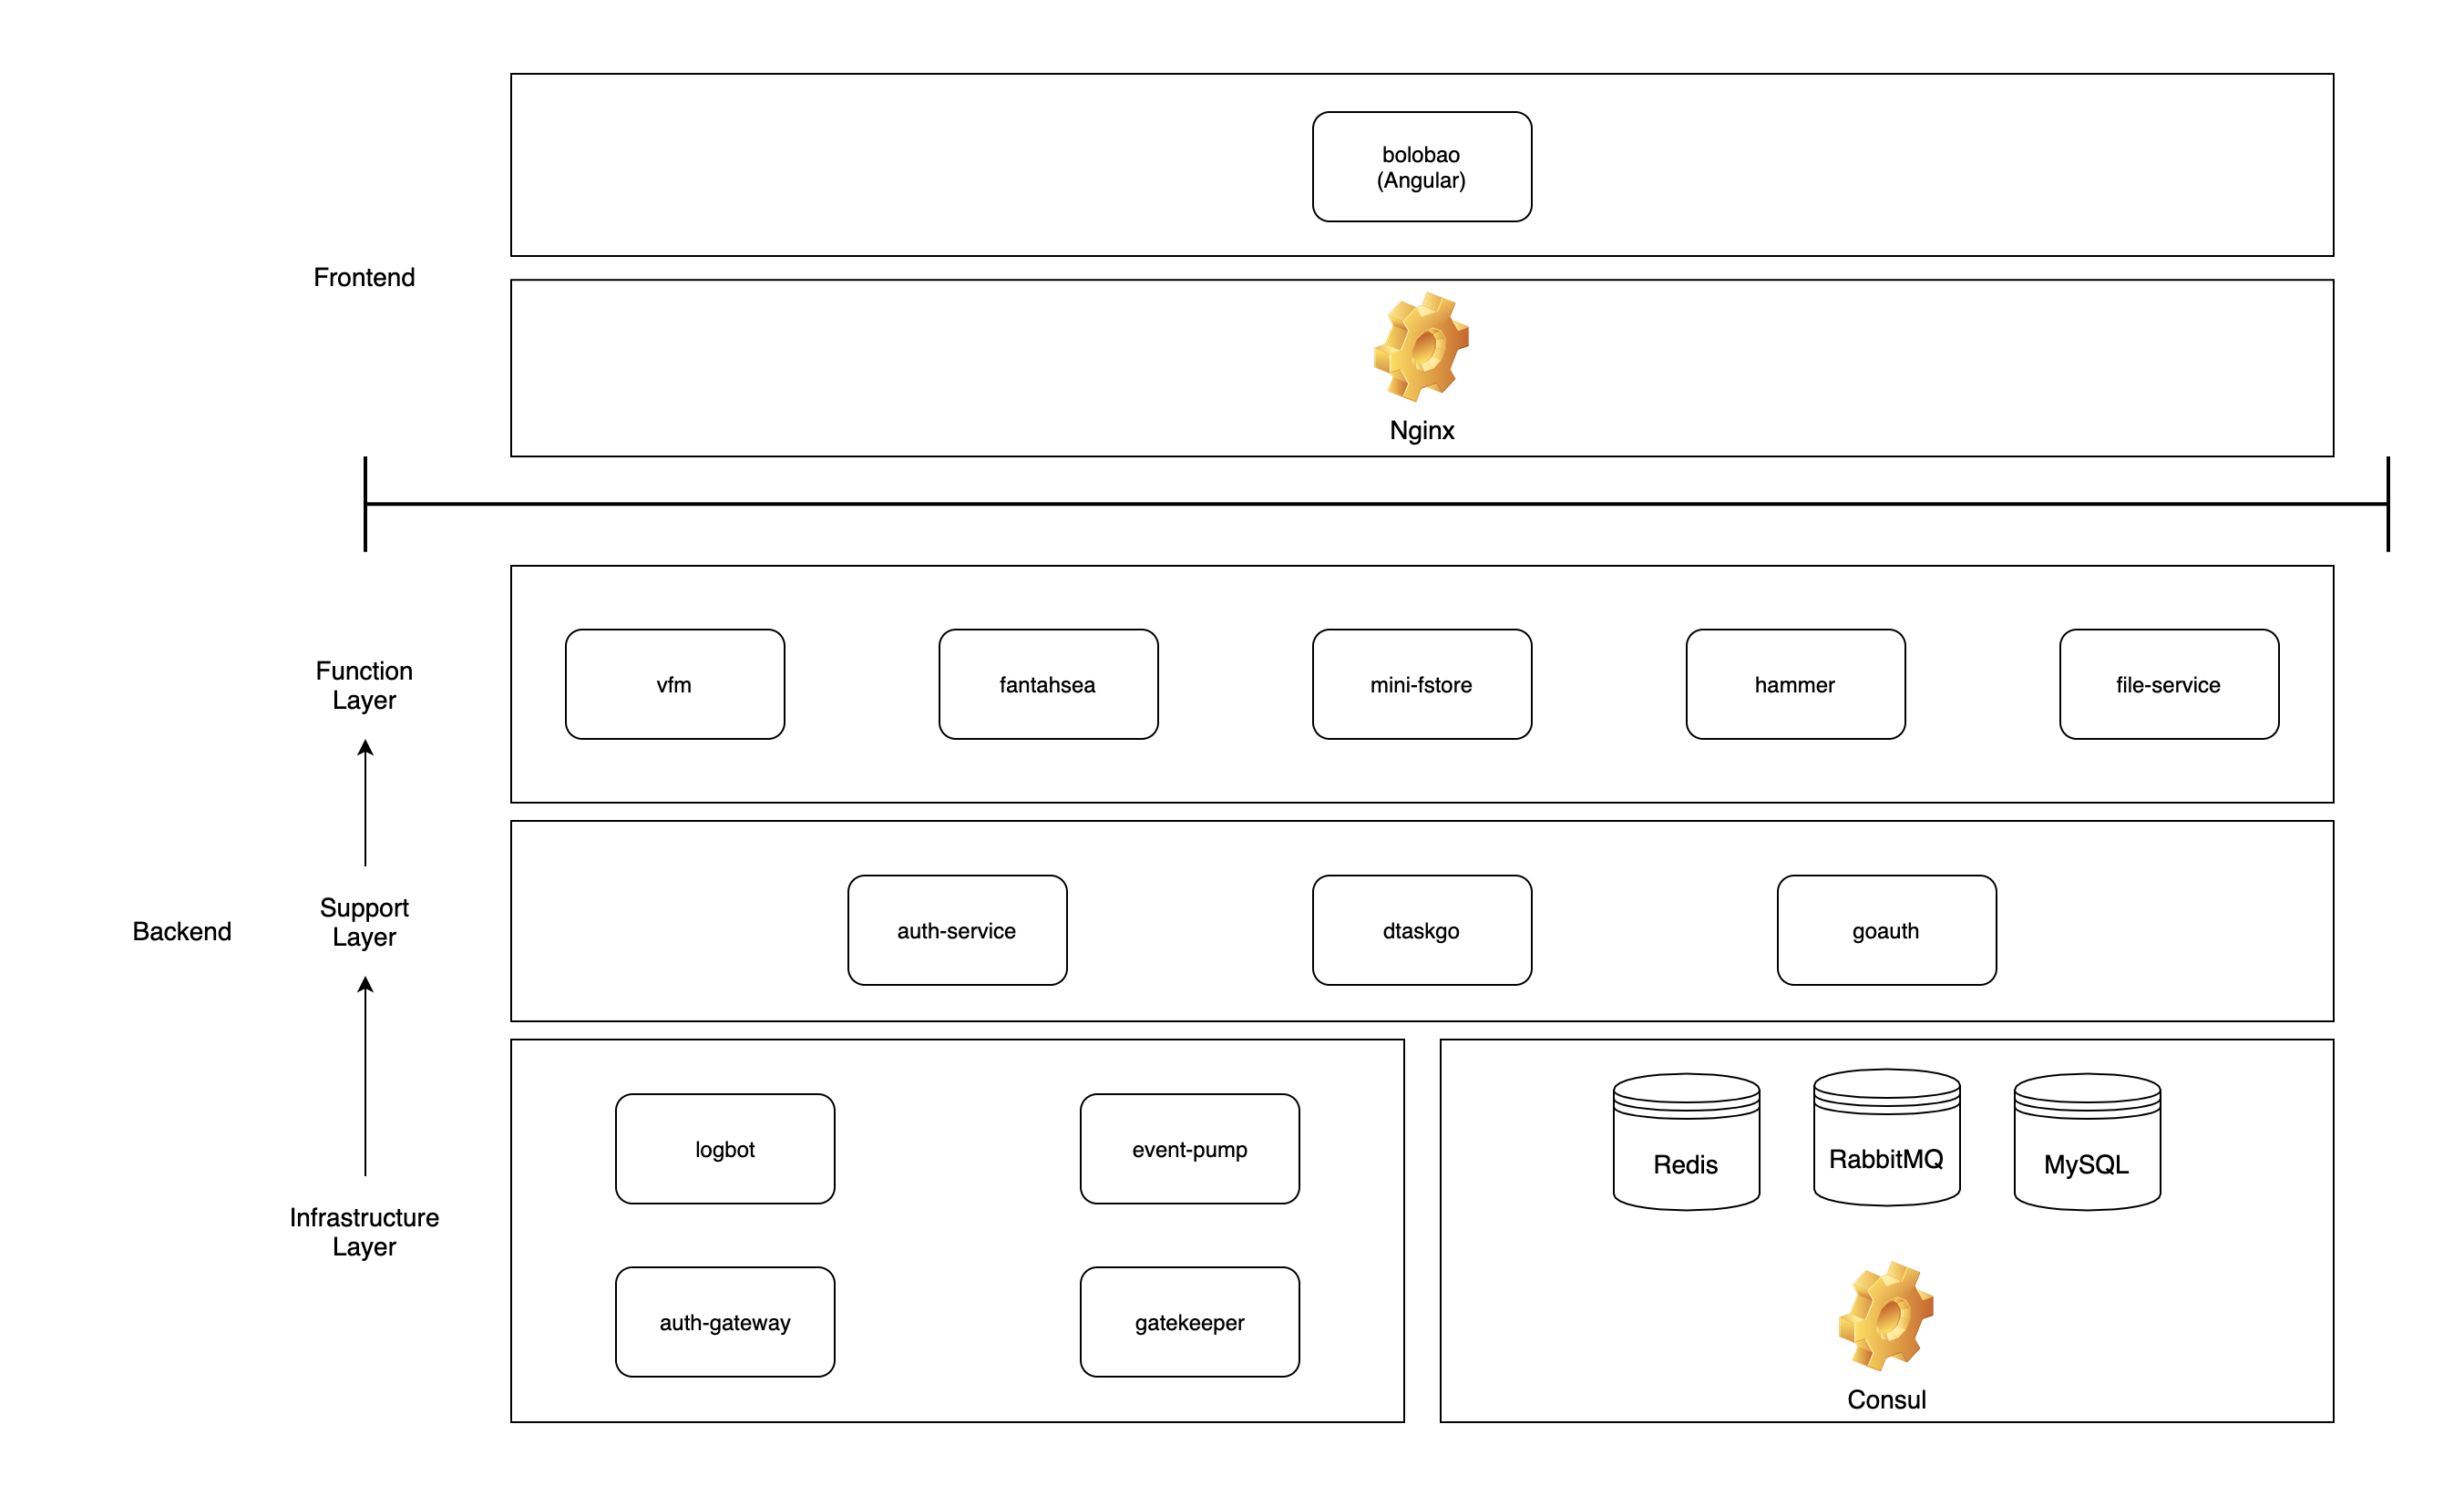 bolobao
(Angular)
Frontend
Nginx
Function
Layer
vfm
fantahsea
mini-fstore
hammer
file-service
Support
Layer
Backend
auth-service
dtaskgo
goauth
logbot
event-pump
Redis
RabbitMQ
MySQL
Infrastructure
Layer
auth-gateway
gatekeeper
Consul